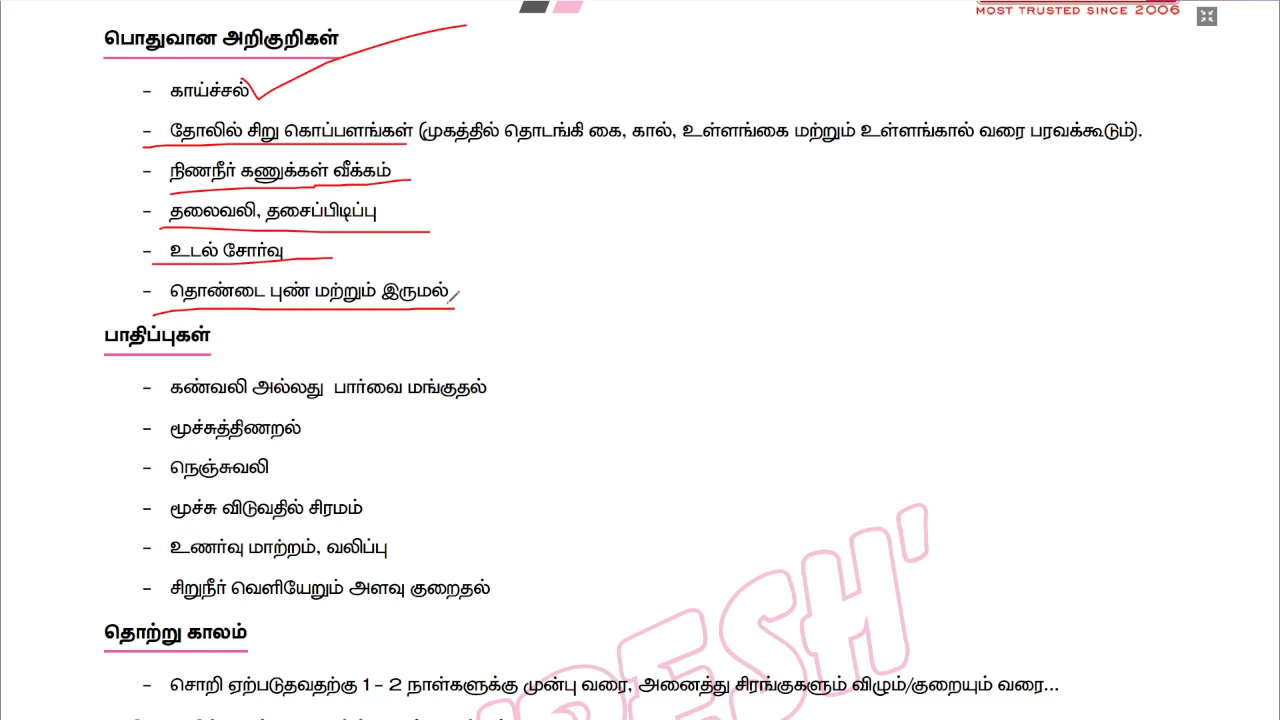 MOST TRUSTED SINCE 2006
பொதுவான அறிகுறிகள்
- காய்ச்சல்
- தோலில் சிறு கொப்பளங்கள் (முகத்தில் தொடங்கி கை, கால், உள்ளங்கை மற்றும் உள்ளங்கால் வரை பரவக்கூடும்).
- நிணநீர் கணுக்கள் வீக்கம்
- தலைவலி, தசைப்பிடிப்பு
- உடல் சோர்வு
- தொண்டை புண் மற்றும் இருமல்
பாதிப்புகள்
- கண்வலி அல்லது பார்வை மங்குதல்
- மூச்சுத்திணறல்
- நெஞ்சுவலி
- மூச்சு விடுவதில் சிரமம்
- உணர்வு மாற்றம், வலிப்பு
- சிறுநீர் வெளியேறும் அளவு குறைதல்
தொற்று காலம்
- சொறி ஏற்படுதவதற்கு 1 - 2 நாள்களுக்கு முன்பு வரை, அனைத்து சிரங்குகளும் விழும்/குறையும் வரை...
RESH'